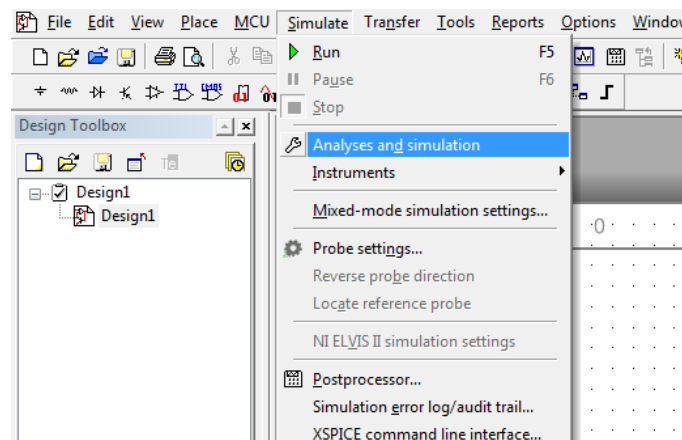 File Edit View Place MCU Simulate Transfer Tools Reports Options Window
Run F5
Pause F6
Stop
Design Toolbox
Analyses and simulation
Instruments
Design1
Design1
Mixed-mode simulation settings...
0
Probe settings...
Reverse probe direction
Locate reference probe
NI ELVIS II simulation settings
Postprocessor...
Simulation error log/audit trail...
XSPICE command line interface...